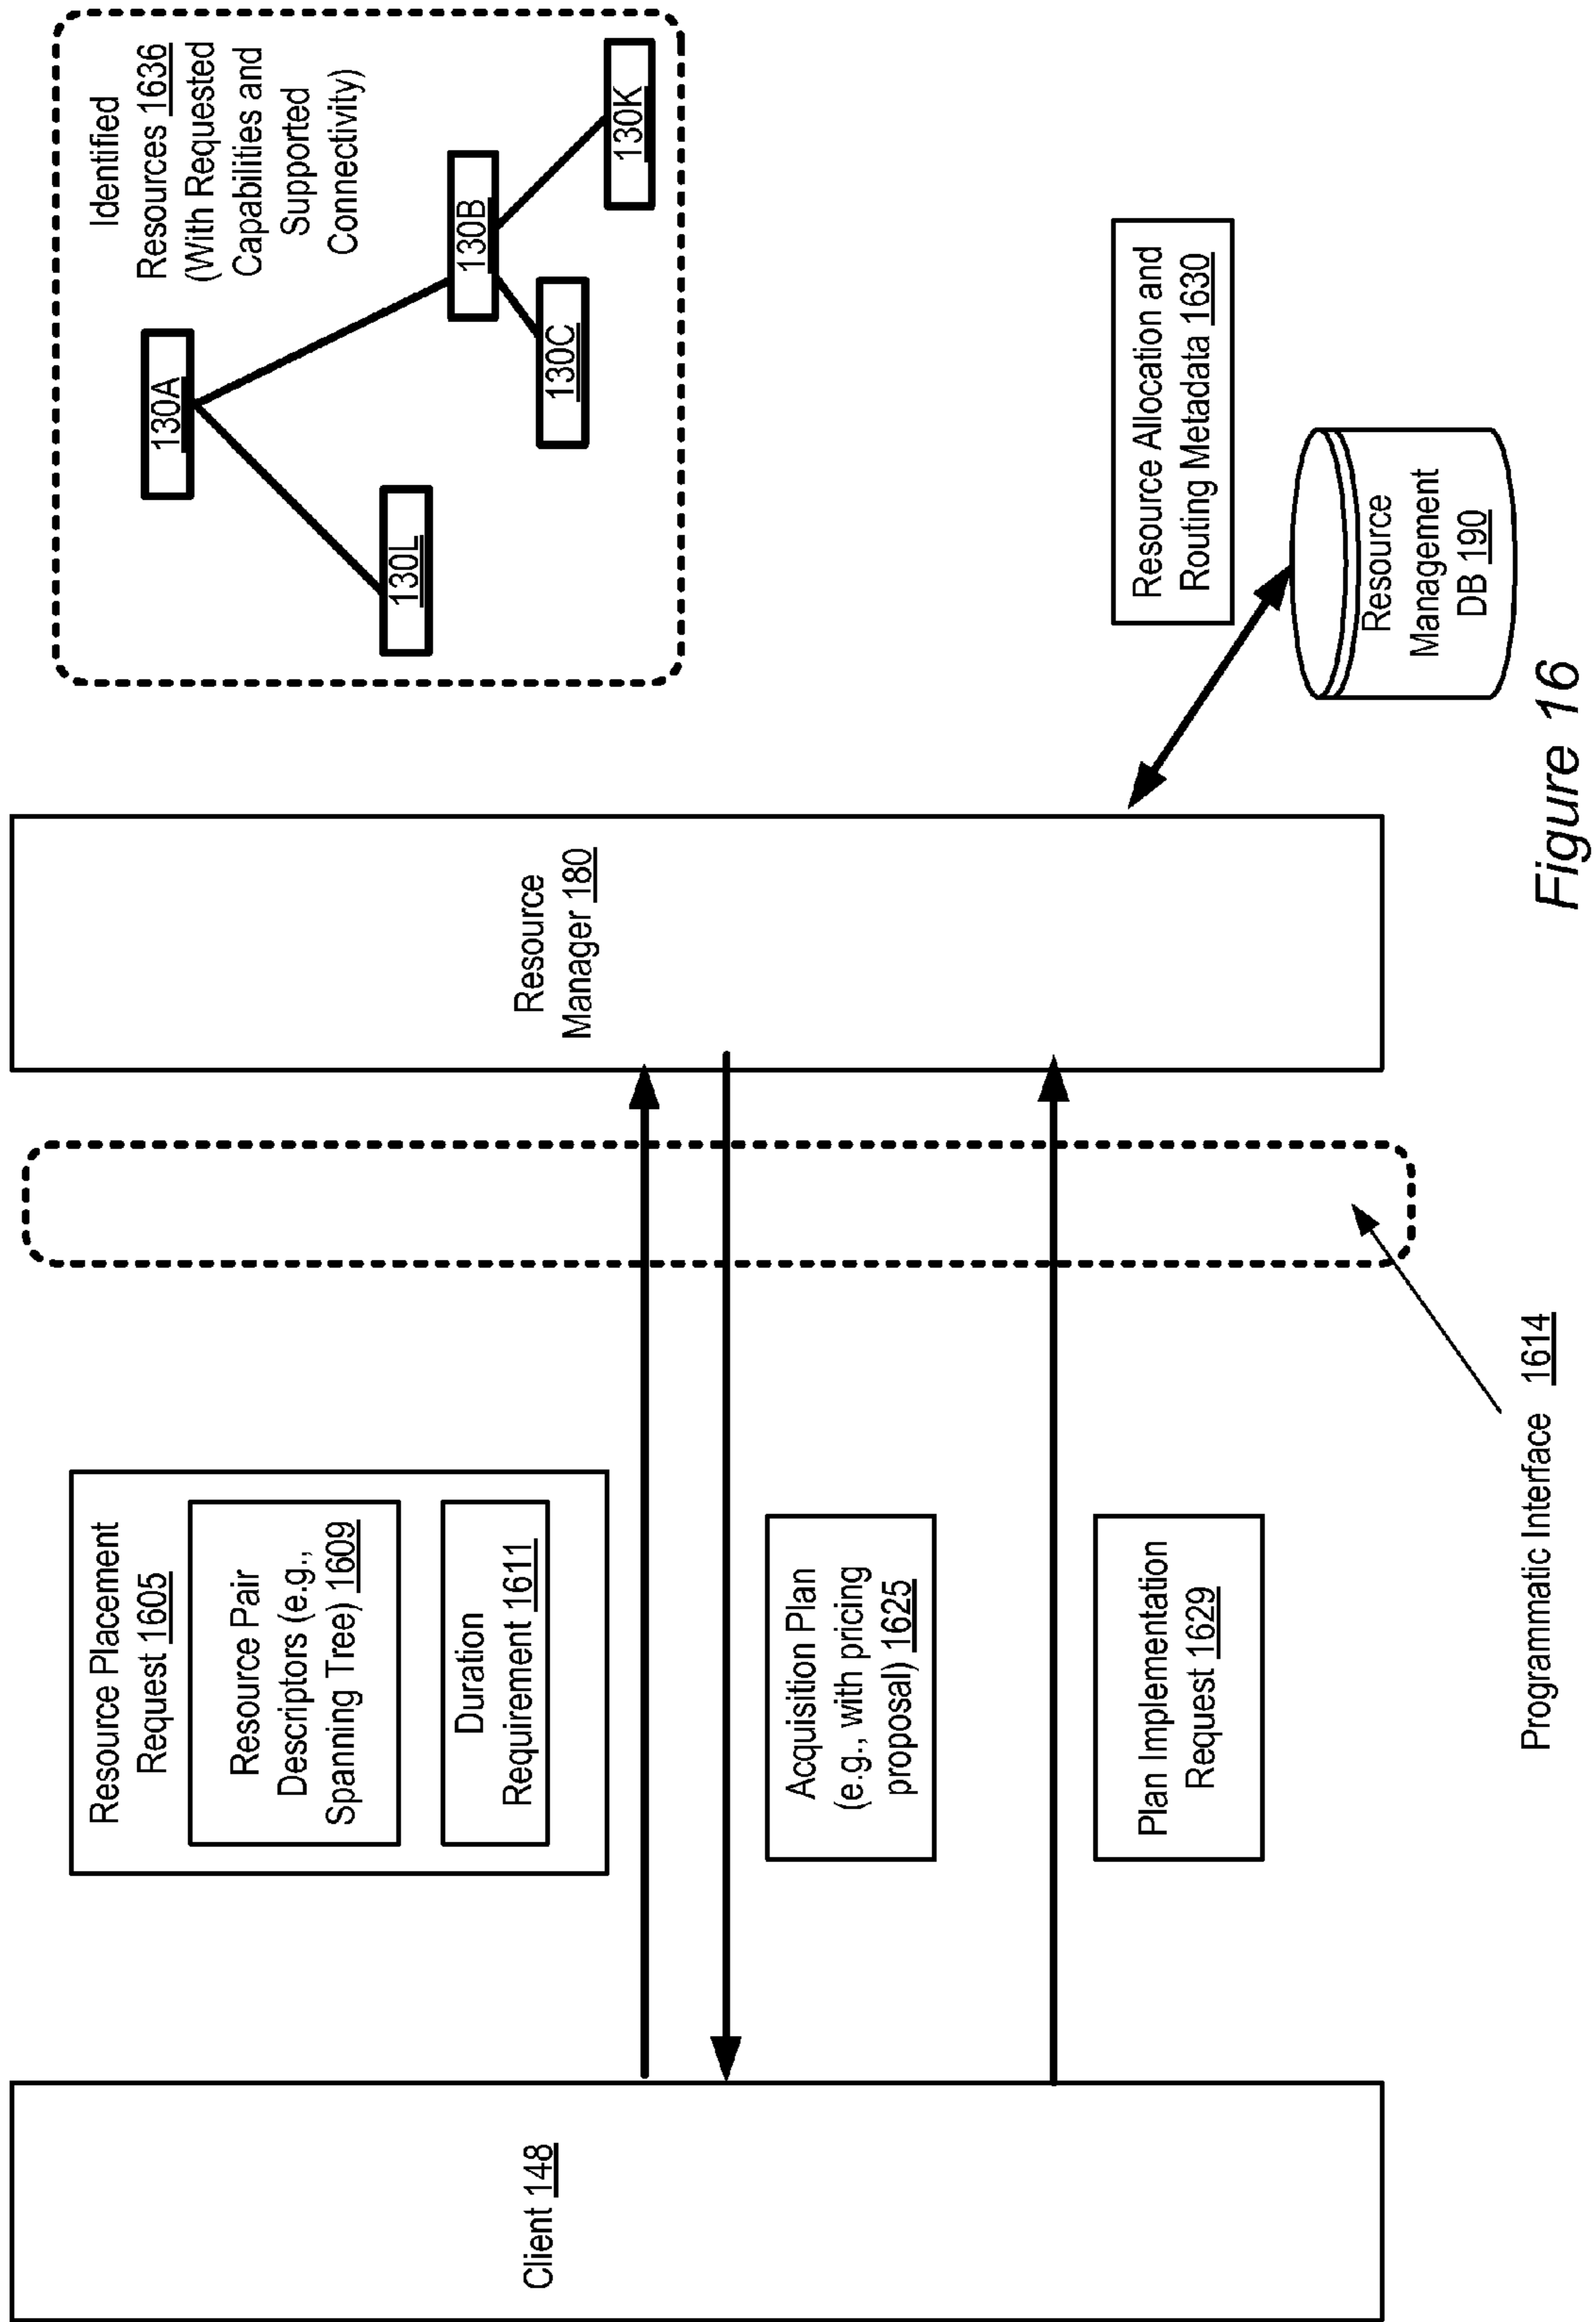 Client 148
Resource Placement
Request 1605
Resource Pair
Descriptors (e.g.,
Spanning Tree) 1609
Duration
Requirement 1611
Acquisition Plan
(e.g., with pricing
proposal) 1625
Plan Implementation
Request 1629
Programmatic Interface 1614
Resource
Manager 180
Identified
Resources 1636
(With Requested
Capabilities and
Supported
Connectivity)
130A
130L
130B
130C
130K
Resource Allocation and
Routing Metadata 1630
Resource
Management
DB 190
Figure 16